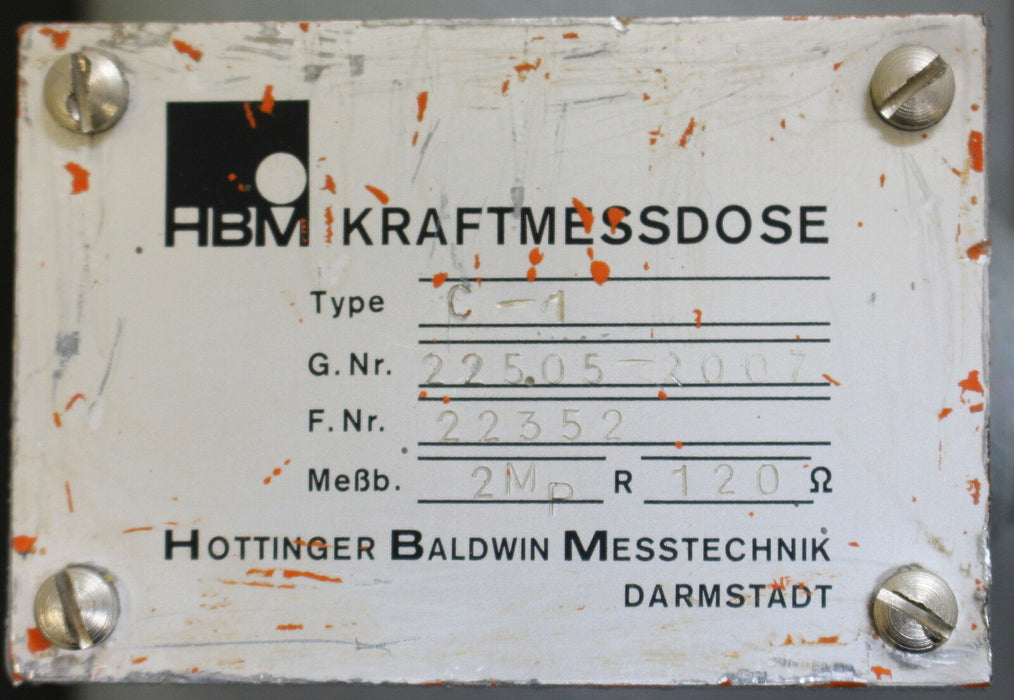 HBM KRAFTMESSDOSE
Type C-1
G.Nr. 225.05-2007
F.Nr. 22352
Meßb. 2Mp R 120 Ω
HOTTINGER BALDWIN MESSTECHNIK
DARMSTADT